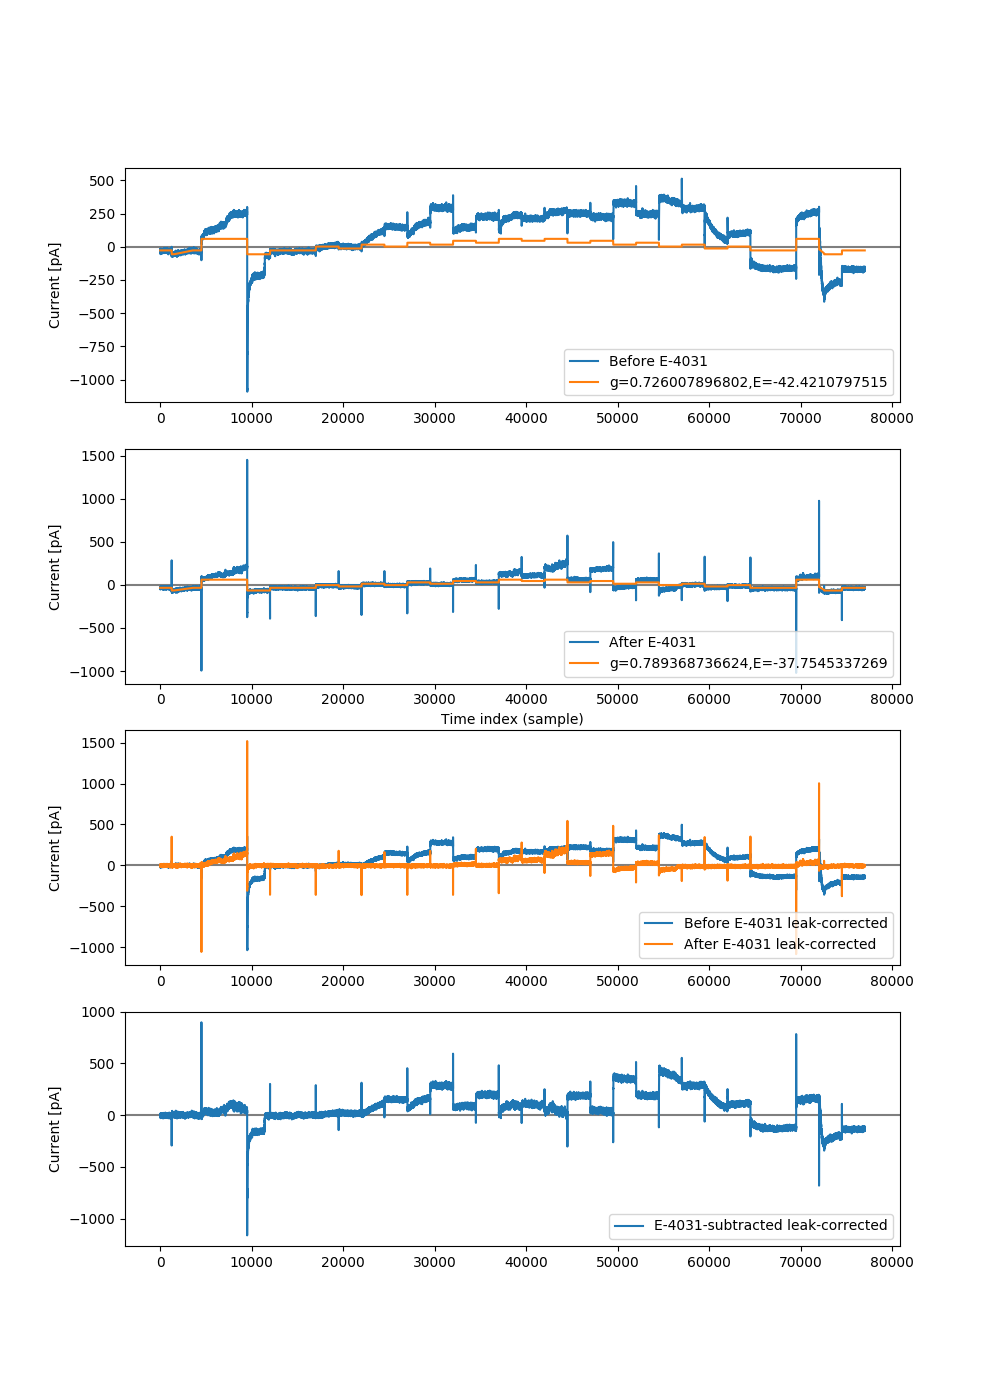 500
250
0
−250
−500
−750
−1000
Current [pA]
Before E-4031
g=0.726007896802,E=-42.4210797515
0 10000 20000 30000 40000 50000 60000 70000 80000
1500
1000
500
0
−500
−1000
Current [pA]
After E-4031
g=0.789368736624,E=-37.7545337269
0 10000 20000 30000 40000 50000 60000 70000 80000
Time index (sample)
1500
1000
500
0
−500
−1000
Current [pA]
Before E-4031 leak-corrected
After E-4031 leak-corrected
0 10000 20000 30000 40000 50000 60000 70000 80000
1000
500
0
−500
−1000
Current [pA]
E-4031-subtracted leak-corrected
0 10000 20000 30000 40000 50000 60000 70000 80000